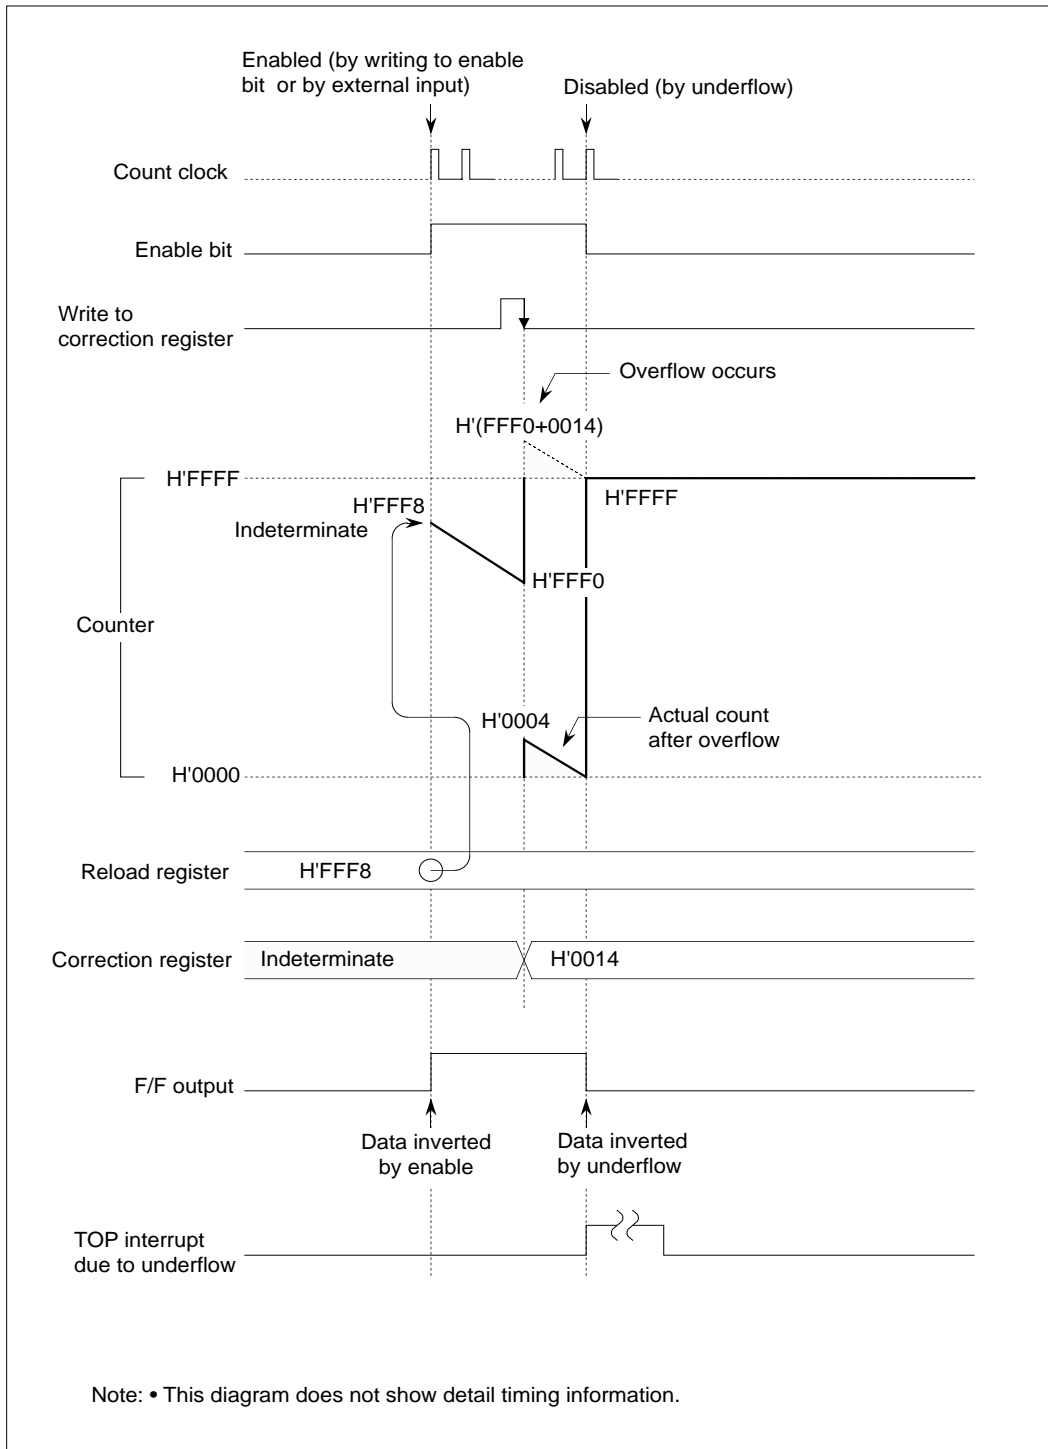 Enabled (by writing to enable
bit or by external input)
Disabled (by underflow)
Count clock
Enable bit
Write to
correction register
Overflow occurs
H'(FFF0+0014)
H'FFFF
H'FFF8
H'FFFF
Indeterminate
H'FFF0
Counter
H'0004
Actual count
after overflow
H'0000
Reload register
H'FFF8
Correction register
Indeterminate
H'0014
F/F output
Data inverted
by enable
Data inverted
by underflow
TOP interrupt
due to underflow
Note: • This diagram does not show detail timing information.